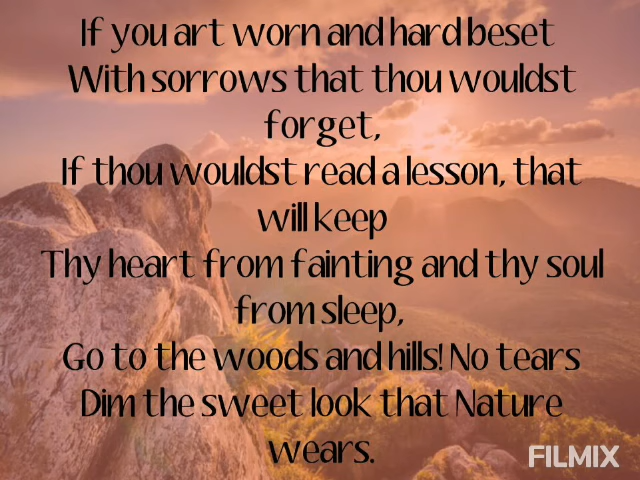 If you art worn and hard beset
With sorrows that thou wouldst
forget,
If thou wouldst read a lesson, that
will keep
Thy heart from fainting and thy soul
from sleep,
Go to the woods and hills! No tears
Dim the sweet look that Nature
wears.
FILMIX